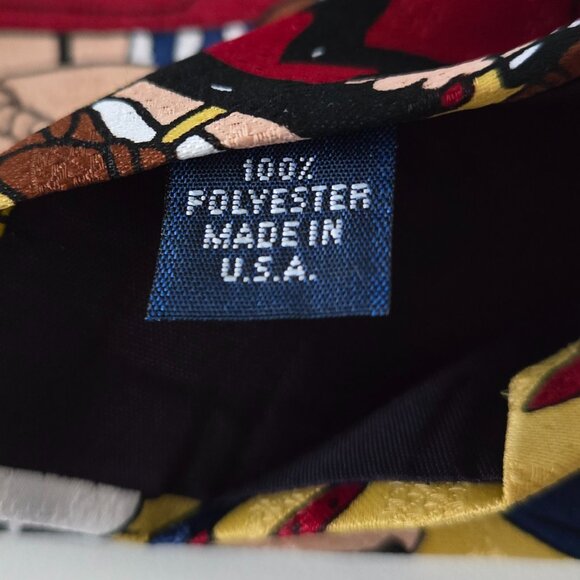 100%
POLYESTER
MADE IN
U.S.A.